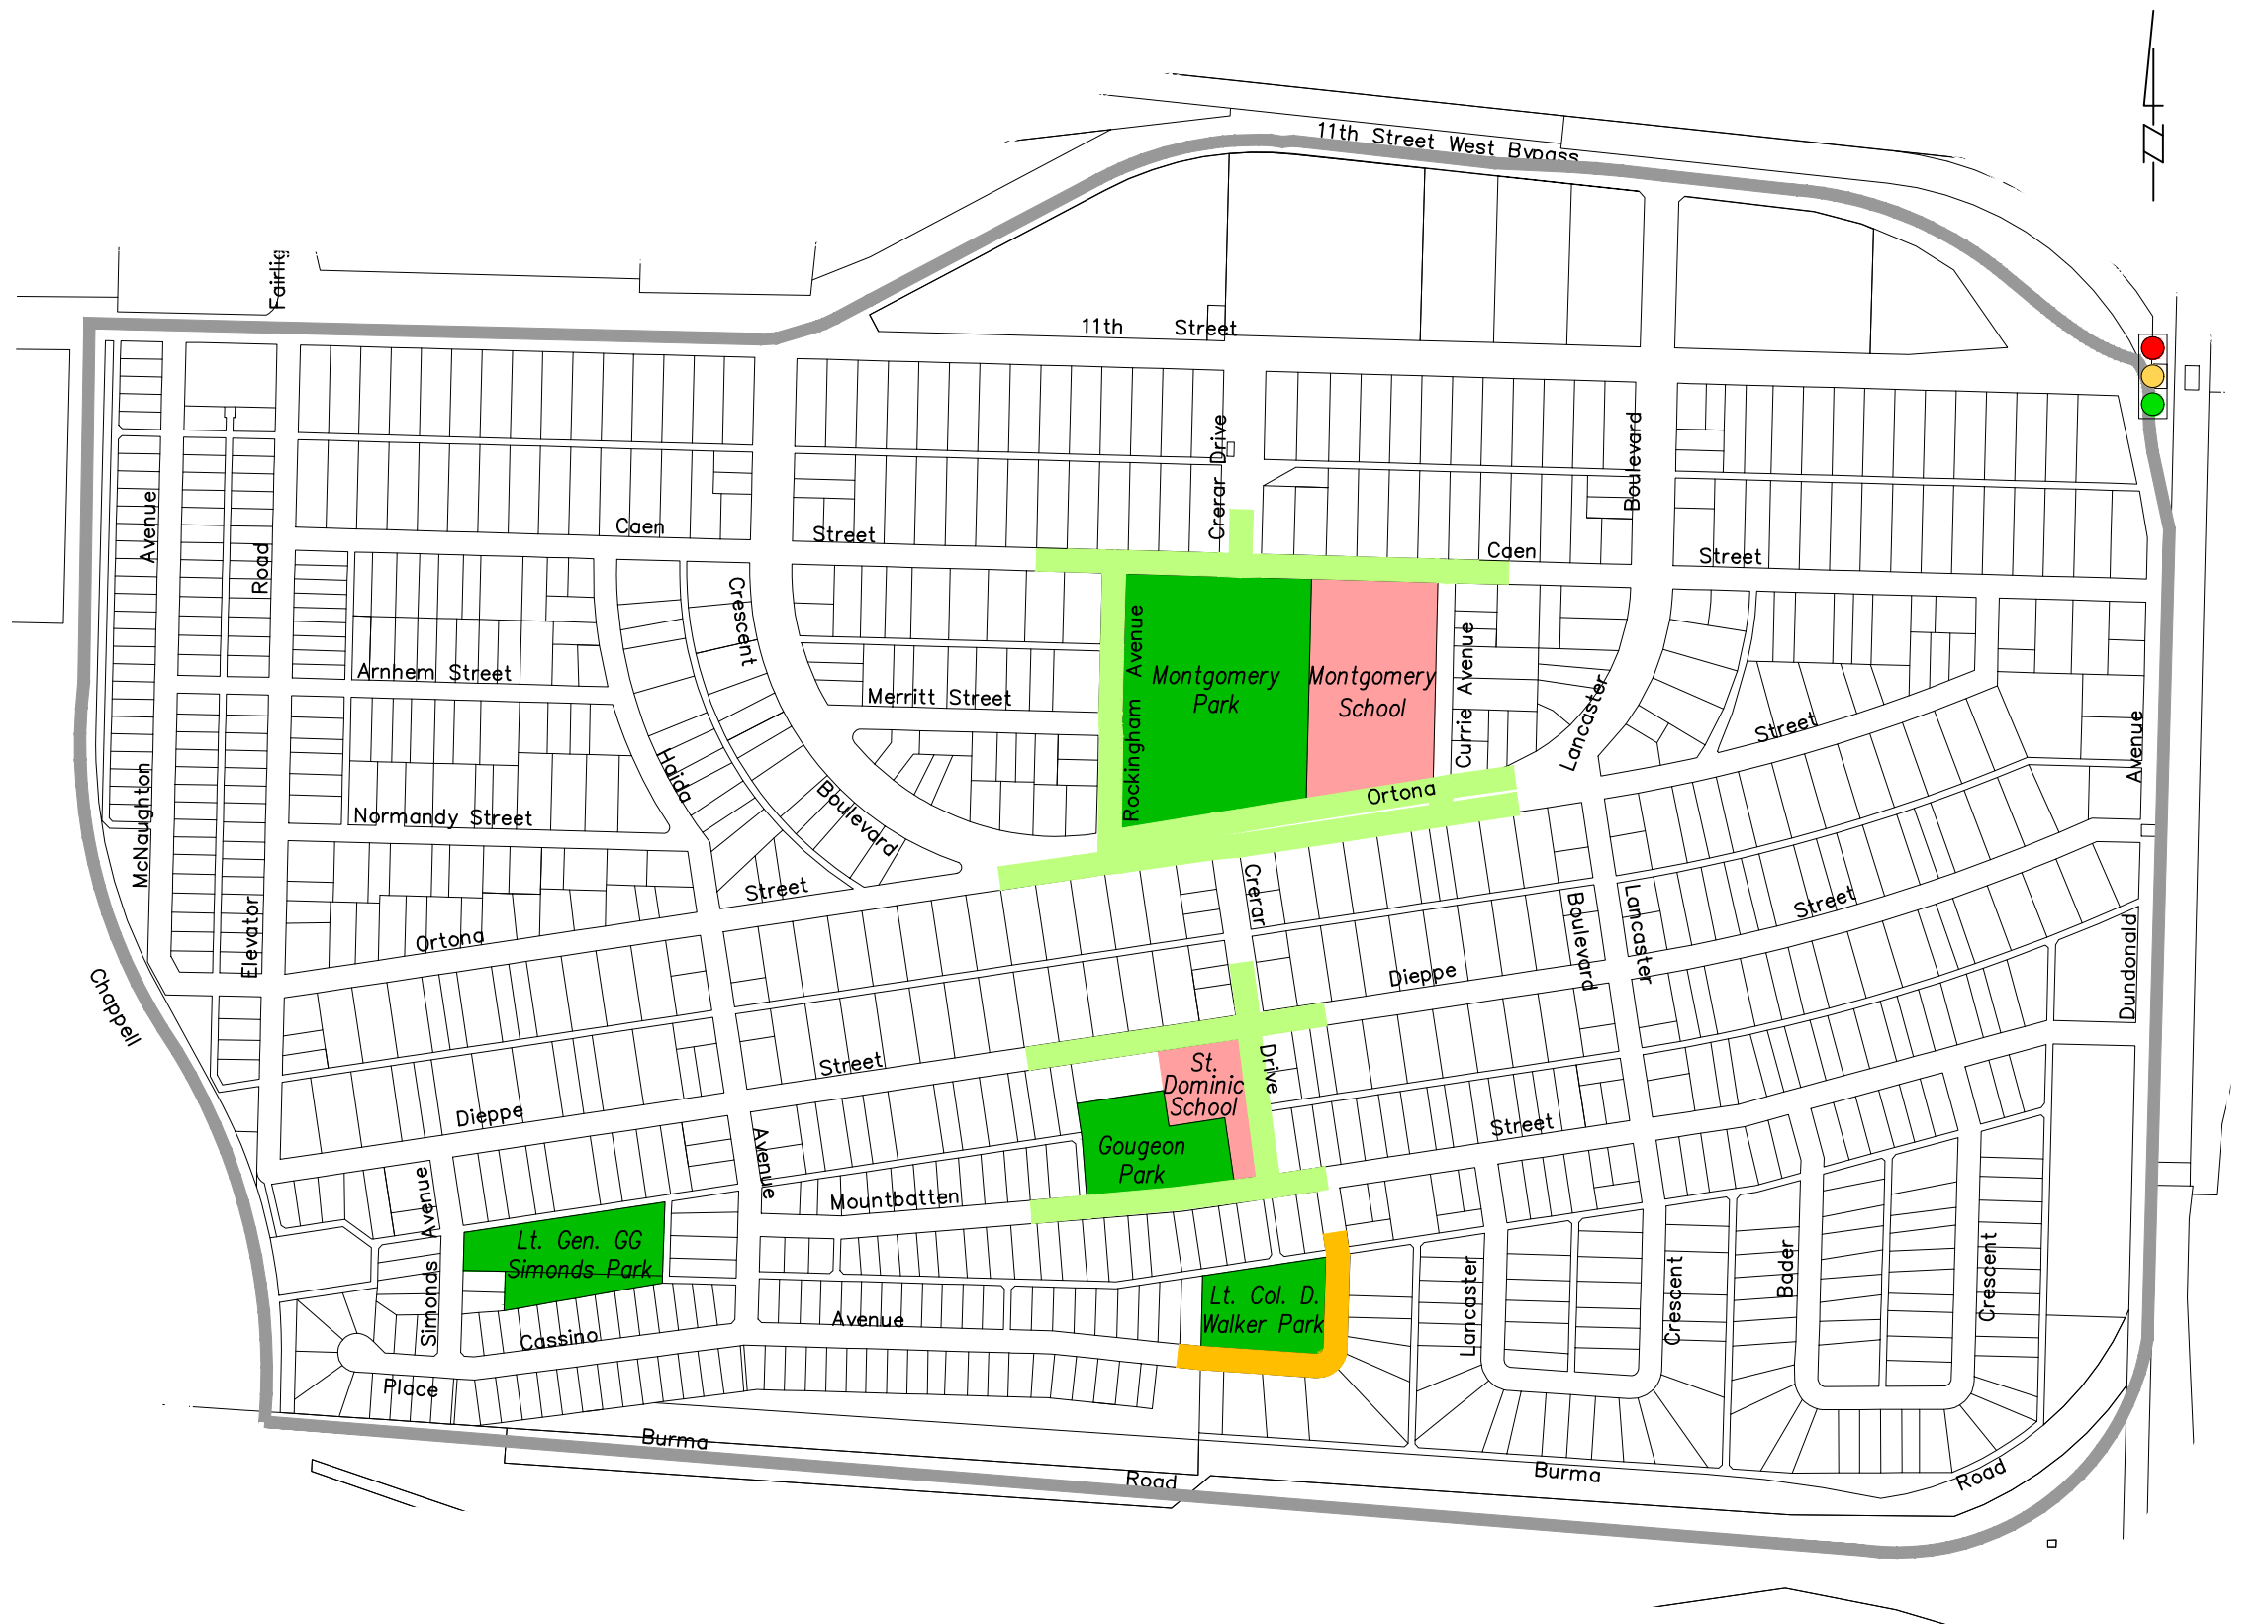 11th Street West Bypass
Fairlig
11th Street
Avenue
Road
Caen
Street
Crerar Drive
Boulevard
Caen
Street
Crescent
Arnhem Street
Merritt Street
Rockingham Avenue
Montgomery
Park
Montgomery
School
Currie Avenue
Lancaster
Street
Avenue
McNaughton
Haida
Normandy Street
Boulevard
Ortona
Street
Elevator
Ortona
Crerar
Boulevard
Lancaster
Street
Dundonald
Chappell
Dieppe
Street
Dieppe
Drive
St.
Dominic
School
Street
Avenue
Avenue
Mountbatten
Gougeon
Park
Simonds
Lt. Gen. GG
Simonds Park
Cassino
Avenue
Lt. Col. D.
Walker Park
Lancaster
Crescent
Bader
Crescent
Place
Burma
Road
Burma
Road